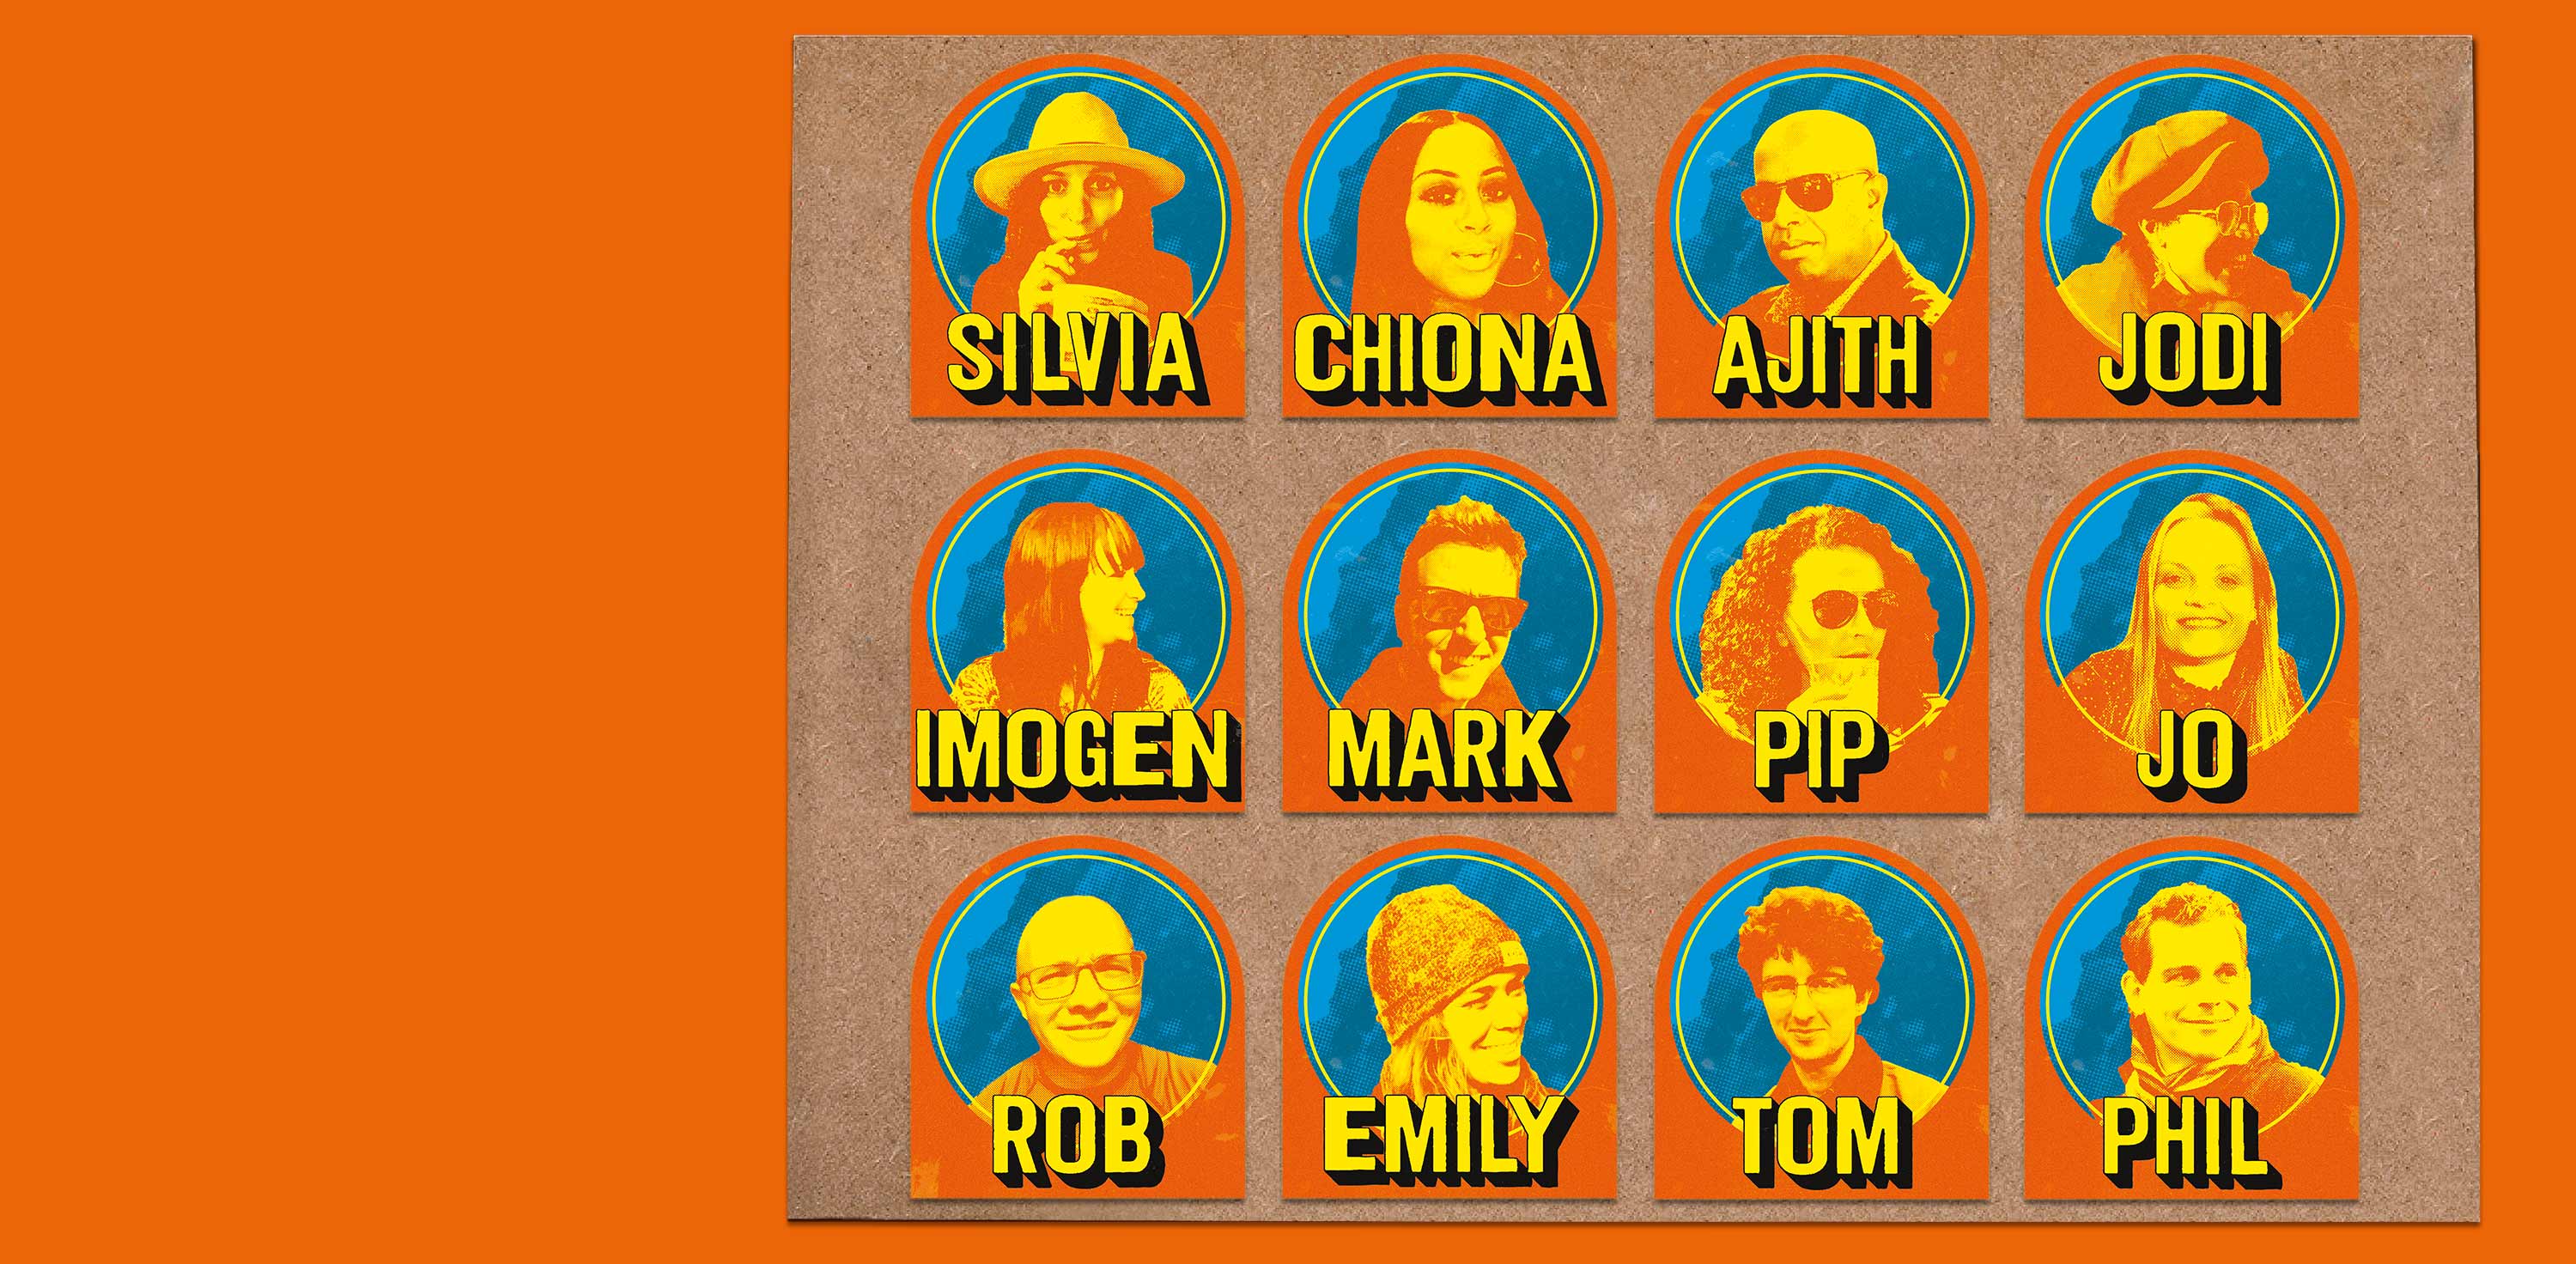 SILVIA
CHIONA
AJITH
JODI
IMOGEN
MARK
PIP
JO
ROB
EMILY
TOM
PHIL